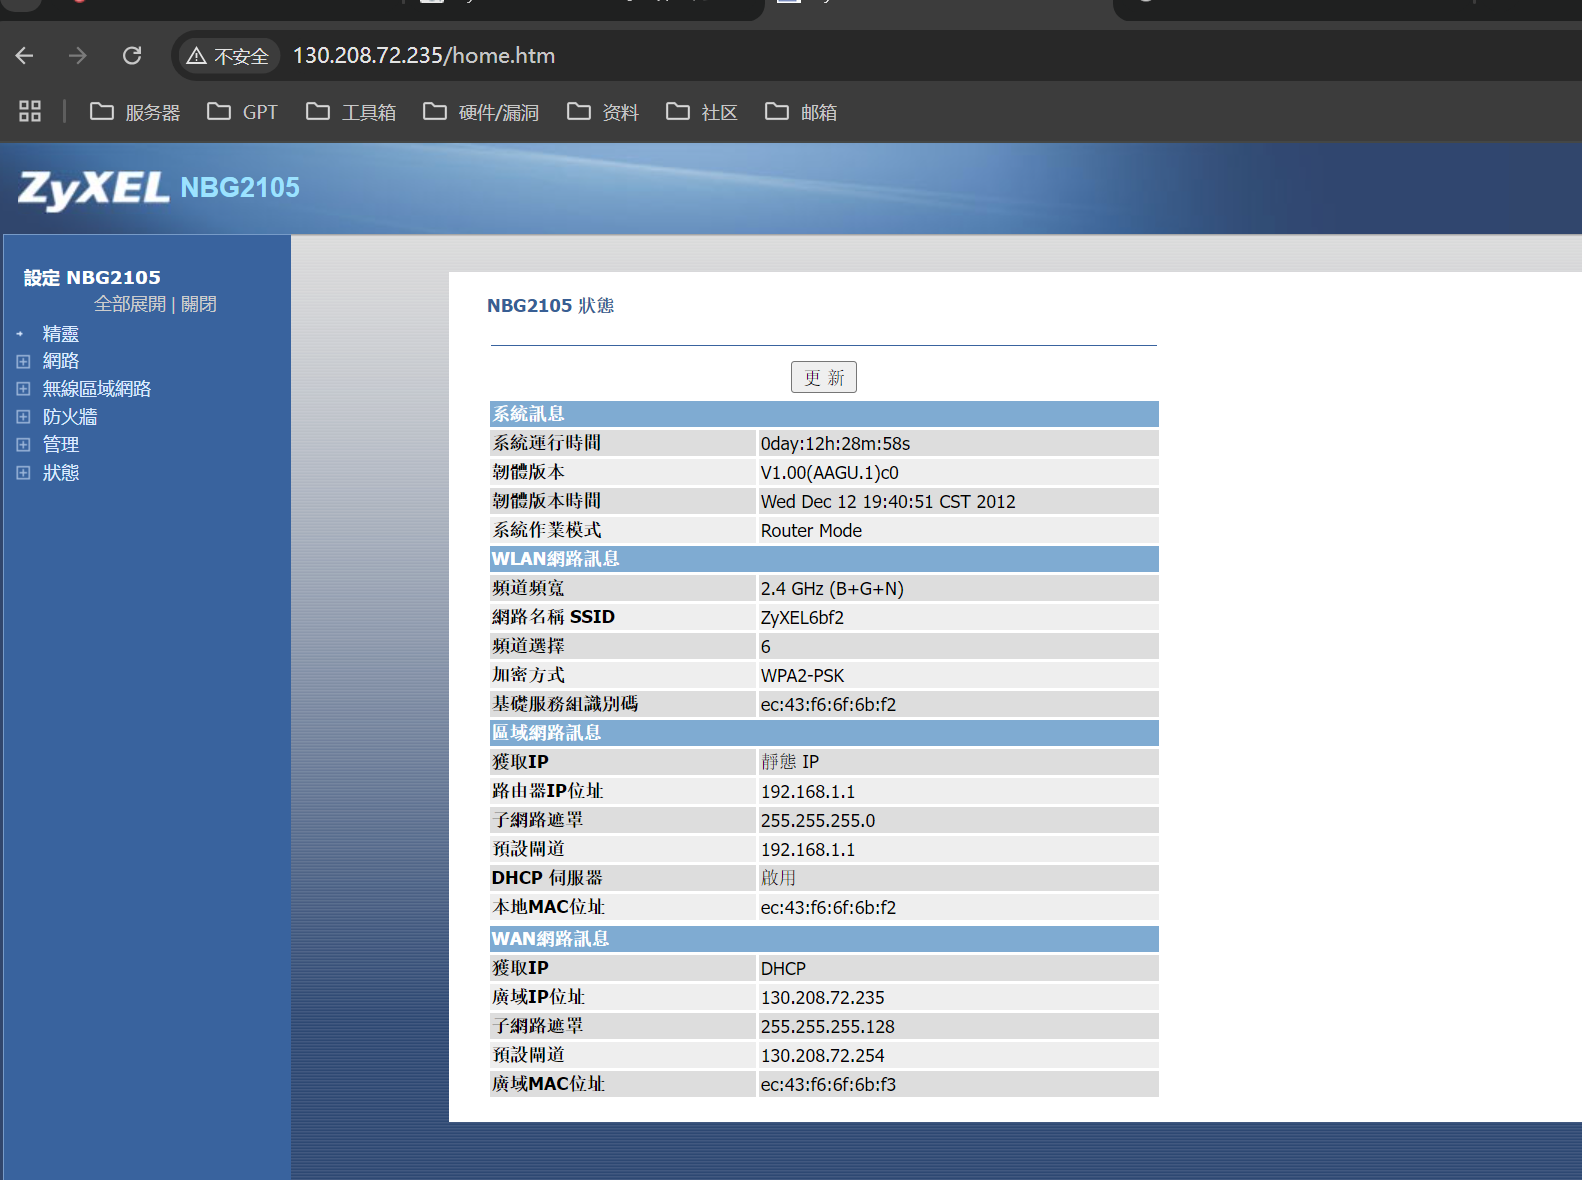 不安全 130.208.72.235/home.htm
服务器 GPT 工具箱 硬件/漏洞 资料 社区 邮箱
ZyXEL NBG2105
設定 NBG2105
全部展開 | 關閉
精靈
網路
無線區域網路
防火牆
管理
狀態
NBG2105 狀態
更 新
系統訊息
系統運行時間 0day:12h:28m:58s
韌體版本 V1.00(AAGU.1)c0
韌體版本時間 Wed Dec 12 19:40:51 CST 2012
系統作業模式 Router Mode
WLAN網路訊息
頻道頻寬 2.4 GHz (B+G+N)
網路名稱 SSID ZyXEL6bf2
頻道選擇 6
加密方式 WPA2-PSK
基礎服務組識別碼 ec:43:f6:6f:6b:f2
區域網路訊息
獲取IP 靜態 IP
路由器IP位址 192.168.1.1
子網路遮罩 255.255.255.0
預設閘道 192.168.1.1
DHCP 伺服器 啟用
本地MAC位址 ec:43:f6:6f:6b:f2
WAN網路訊息
獲取IP DHCP
廣域IP位址 130.208.72.235
子網路遮罩 255.255.255.128
預設閘道 130.208.72.254
廣域MAC位址 ec:43:f6:6f:6b:f3